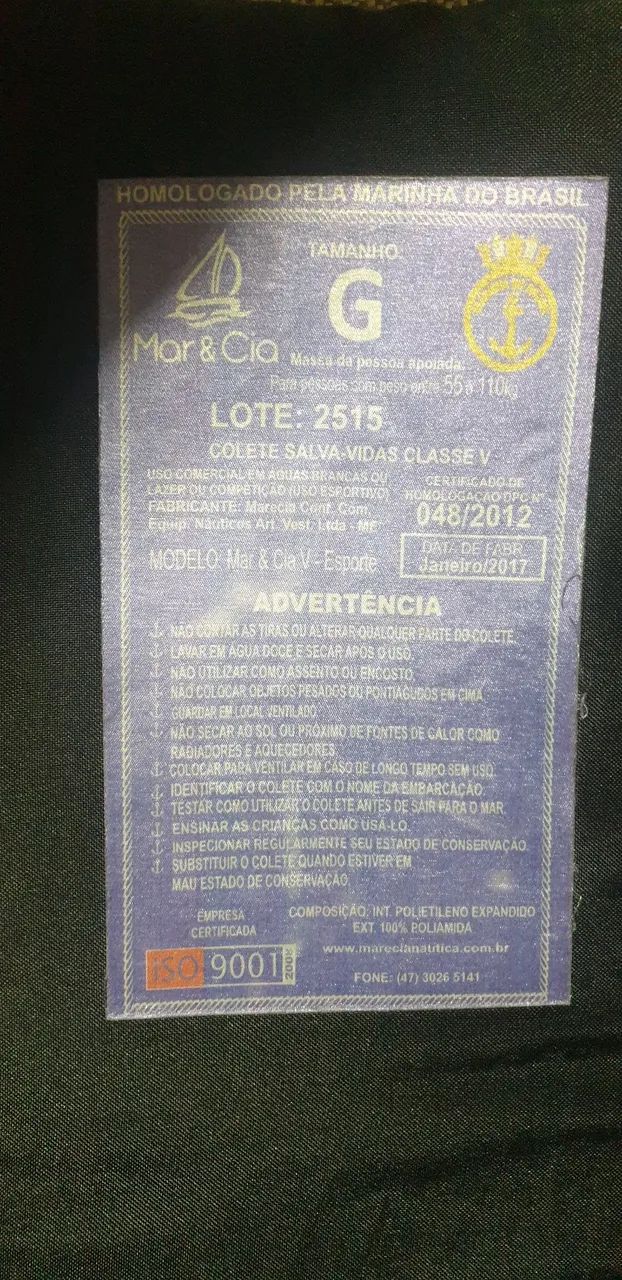 HOMOLOGADO PELA MARINHA DO BRASIL
TAMANHO
G
Mar & Cia
Massa da pessoa apoiada:
Para pessoas com peso entre 55 a 110kg
LOTE: 2515
COLETE SALVA-VIDAS CLASSE V
USO COMERCIAL EM AGUAS BRANCAS OU
LAZER OU COMPETIÇÃO (USO ESPORTIVO)
FABRICANTE: Marecia Conf. Com.
Equip. Náuticos Art. Vest. Ltda - ME
CERTIFICADO DE
HOMOLOGAÇÃO DPC Nº
048/2012
MODELO: Mar & Cia V - Esporte
DATA DE FABR.
Janeiro/2017
ADVERTÊNCIA
NÃO CORTAR AS TIRAS OU ALTERAR QUALQUER PARTE DO COLETE.
LAVAR EM ÁGUA DOCE E SECAR APÓS O USO.
NÃO UTILIZAR COMO ASSENTO OU ENCOSTO.
NÃO COLOCAR OBJETOS PESADOS OU PONTIAGUDOS EM CIMA.
GUARDAR EM LOCAL VENTILADO.
NÃO SECAR AO SOL OU PRÓXIMO DE FONTES DE CALOR COMO
RADIADORES E AQUECEDORES.
COLOCAR PARA VENTILAR EM CASO DE LONGO TEMPO SEM USO.
IDENTIFICAR O COLETE COM O NOME DA EMBARCAÇÃO.
TESTAR COMO UTILIZAR O COLETE ANTES DE SAIR PARA O MAR.
ENSINAR AS CRIANÇAS COMO USÁ-LO.
INSPECIONAR REGULARMENTE SEU ESTADO DE CONSERVAÇÃO.
SUBSTITUIR O COLETE QUANDO ESTIVER EM
MAU ESTADO DE CONSERVAÇÃO.
EMPRESA
CERTIFICADA
ISO 9001 2008
COMPOSIÇÃO: INT. POLIETILENO EXPANDIDO
EXT. 100% POLIAMIDA
www.marecianautica.com.br
FONE: (47) 3026 5141